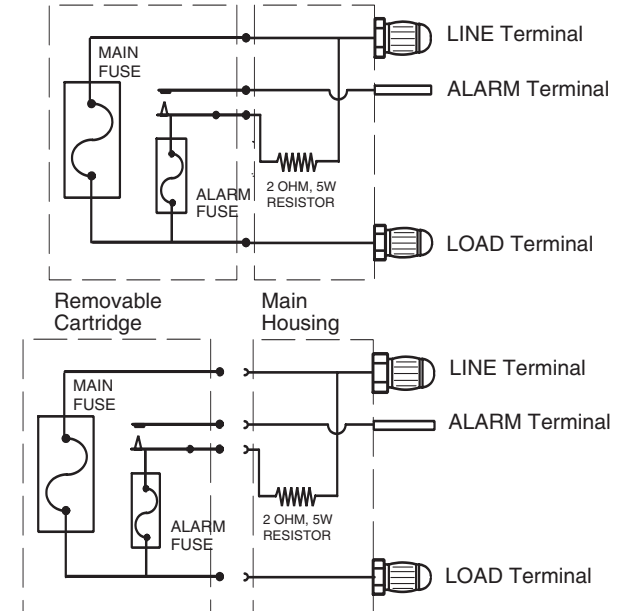 LINE Terminal
MAIN
FUSE
ALARM Terminal
ALARM
FUSE
2 OHM, 5W
RESISTOR
LOAD Terminal
Removable
Cartridge
Main
Housing
LINE Terminal
MAIN
FUSE
ALARM Terminal
ALARM
FUSE
2 OHM, 5W
RESISTOR
LOAD Terminal